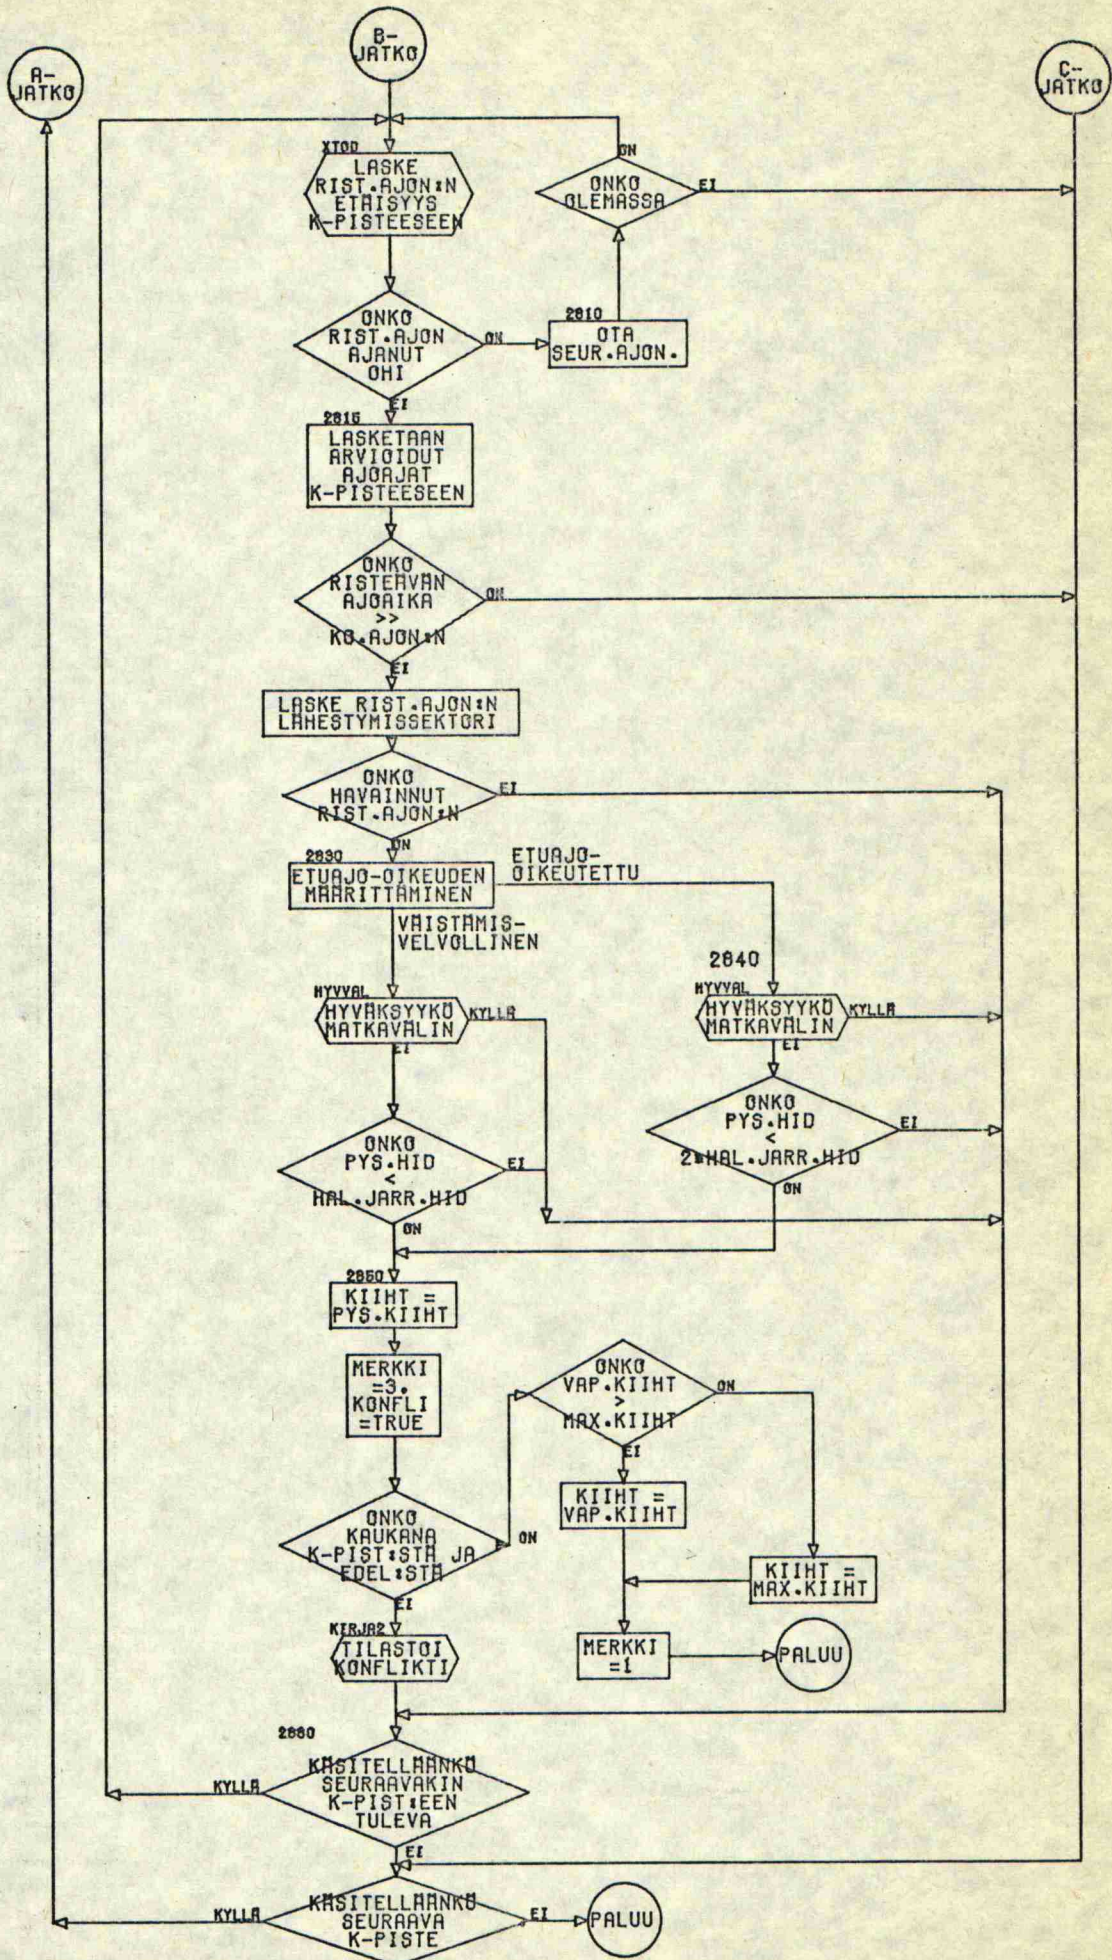 B-
JATKO
A-
JATKO
C-
JATKO
XTOD
LASKE
RIST.AJON:N
ETÄISYYS
K-PISTEESEEN
ON
ONKO
OLEMASSA
EI
ONKO
RIST.AJON
AJANUT
OHI
ON
2810
OTA
SEUR.AJON.
EI
2815
LASKETAAN
ARVIOIDUT
AJOAJAT
K-PISTEESEEN
ONKO
RISTEÄVÄN
AJOAIKA
>>
KO.AJON:N
ON
EI
LASKE RIST.AJON:N
LÄHESTYMISSEKTORI
ONKO
HAVAINNUT
RIST.AJON:N
EI
ON
2830
ETUAJO-OIKEUDEN
MÄÄRITTÄMINEN
ETUAJO-
OIKEUTETTU
VÄISTÄMIS-
VELVOLLINEN
2840
HYVVAL
HYVÄKSYYKÖ
MATKAVÄLIN
KYLLÄ
EI
HYVVAL
HYVÄKSYYKÖ
MATKAVÄLIN
KYLLÄ
EI
ONKO
PYS.HID
<
HAL.JARR.HID
EI
ON
ONKO
PYS.HID
<
2*HAL.JARR.HID
EI
ON
2850
KIIHT =
PYS.KIIHT
MERKKI
=3.
KONFLI
=TRUE
ONKO
VAP.KIIHT
>
MAX.KIIHT
ON
EI
KIIHT =
VAP.KIIHT
ONKO
KAUKANA
K-PIST:STÄ JA
EDEL:STÄ
ON
EI
KIIHT =
MAX.KIIHT
KIRJA2
TILASTOI
KONFLIKTI
MERKKI
=1
PALUU
2880
KÄSITELLÄÄNKÖ
SEURAAVAKIN
K-PIST:EEN
TULEVA
KYLLÄ
EI
KÄSITELLÄÄNKÖ
SEURAAVA
K-PISTE
KYLLÄ
EI
PALUU